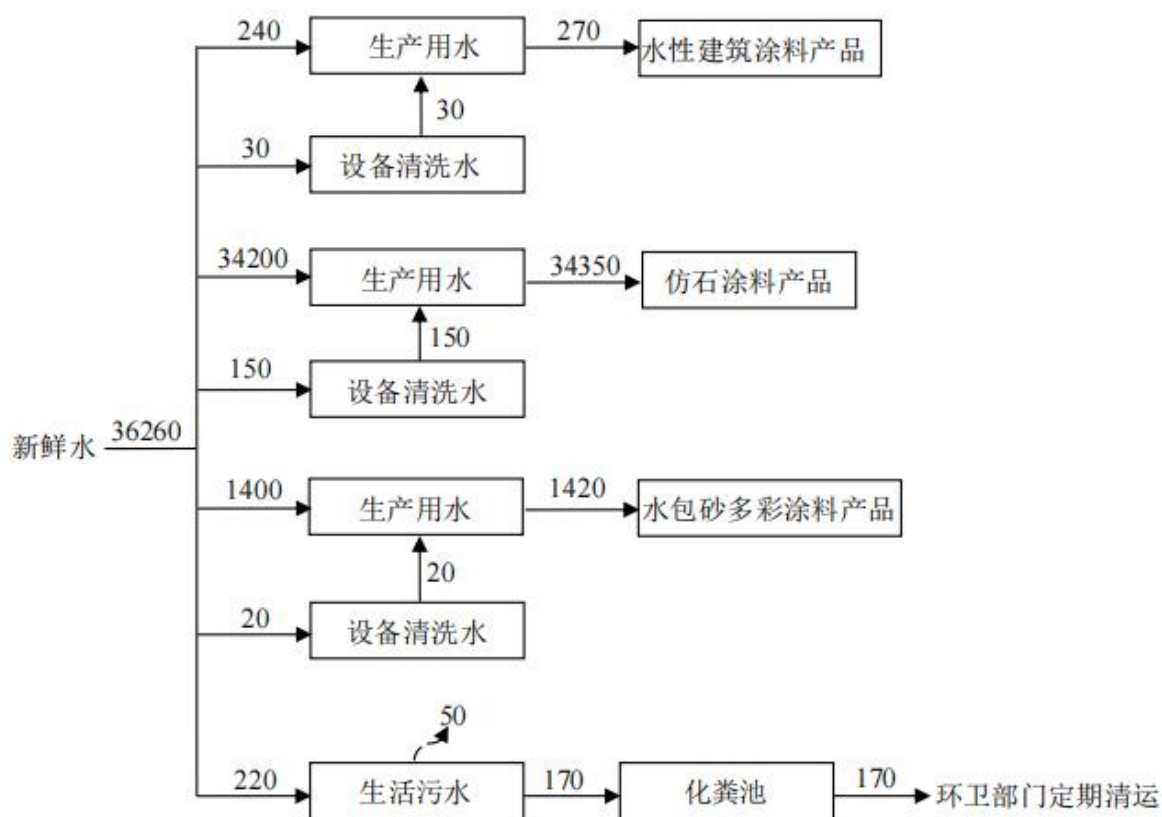 240
生产用水
270
水性建筑涂料产品
30
30
设备清洗水
34200
生产用水
34350
仿石涂料产品
150
150
设备清洗水
新鲜水
36260
1400
生产用水
1420
水包砂多彩涂料产品
20
20
设备清洗水
50
220
生活污水
170
化粪池
170
环卫部门定期清运